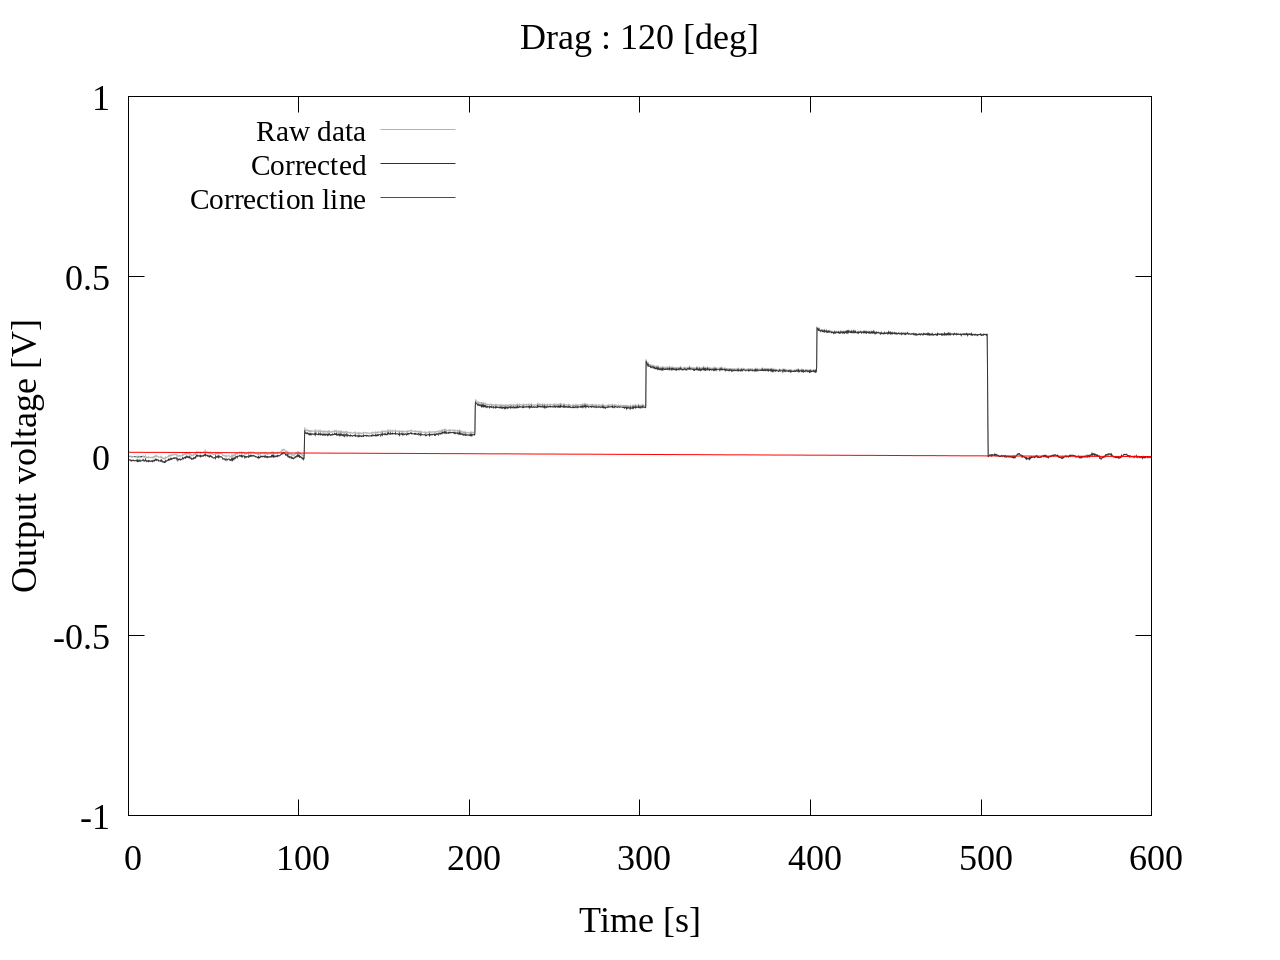 Drag : 120 [deg]
Raw data
Corrected
Correction line
1
0.5
0
-0.5
-1
Output voltage [V]
0 100 200 300 400 500 600
Time [s]